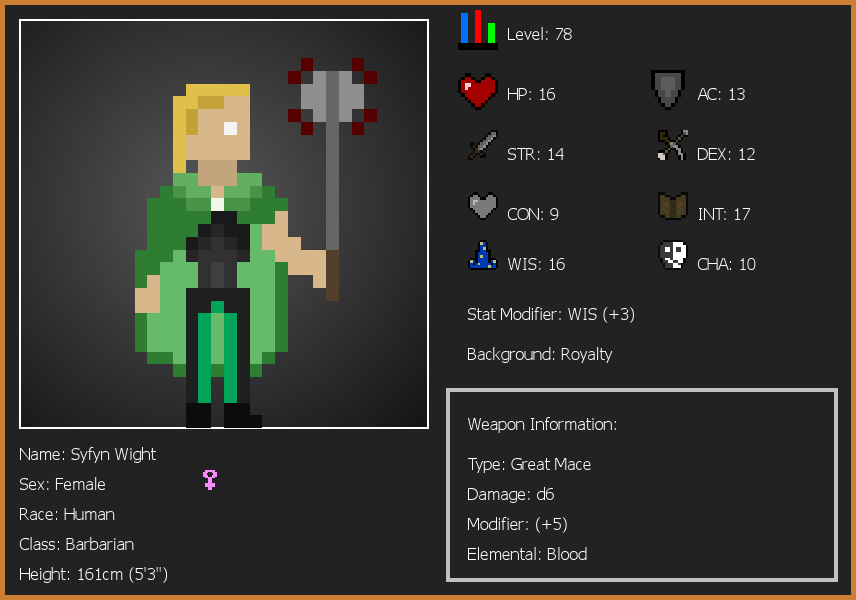 Level: 78
HP: 16
AC: 13
STR: 14
DEX: 12
CON: 9
INT: 17
WIS: 16
CHA: 10
Stat Modifier: WIS (+3)
Background: Royalty
Weapon Information:
Type: Great Mace
Damage: d6
Modifier: (+5)
Elemental: Blood
Name: Syfyn Wight
Sex: Female
Race: Human
Class: Barbarian
Height: 161cm (5'3")